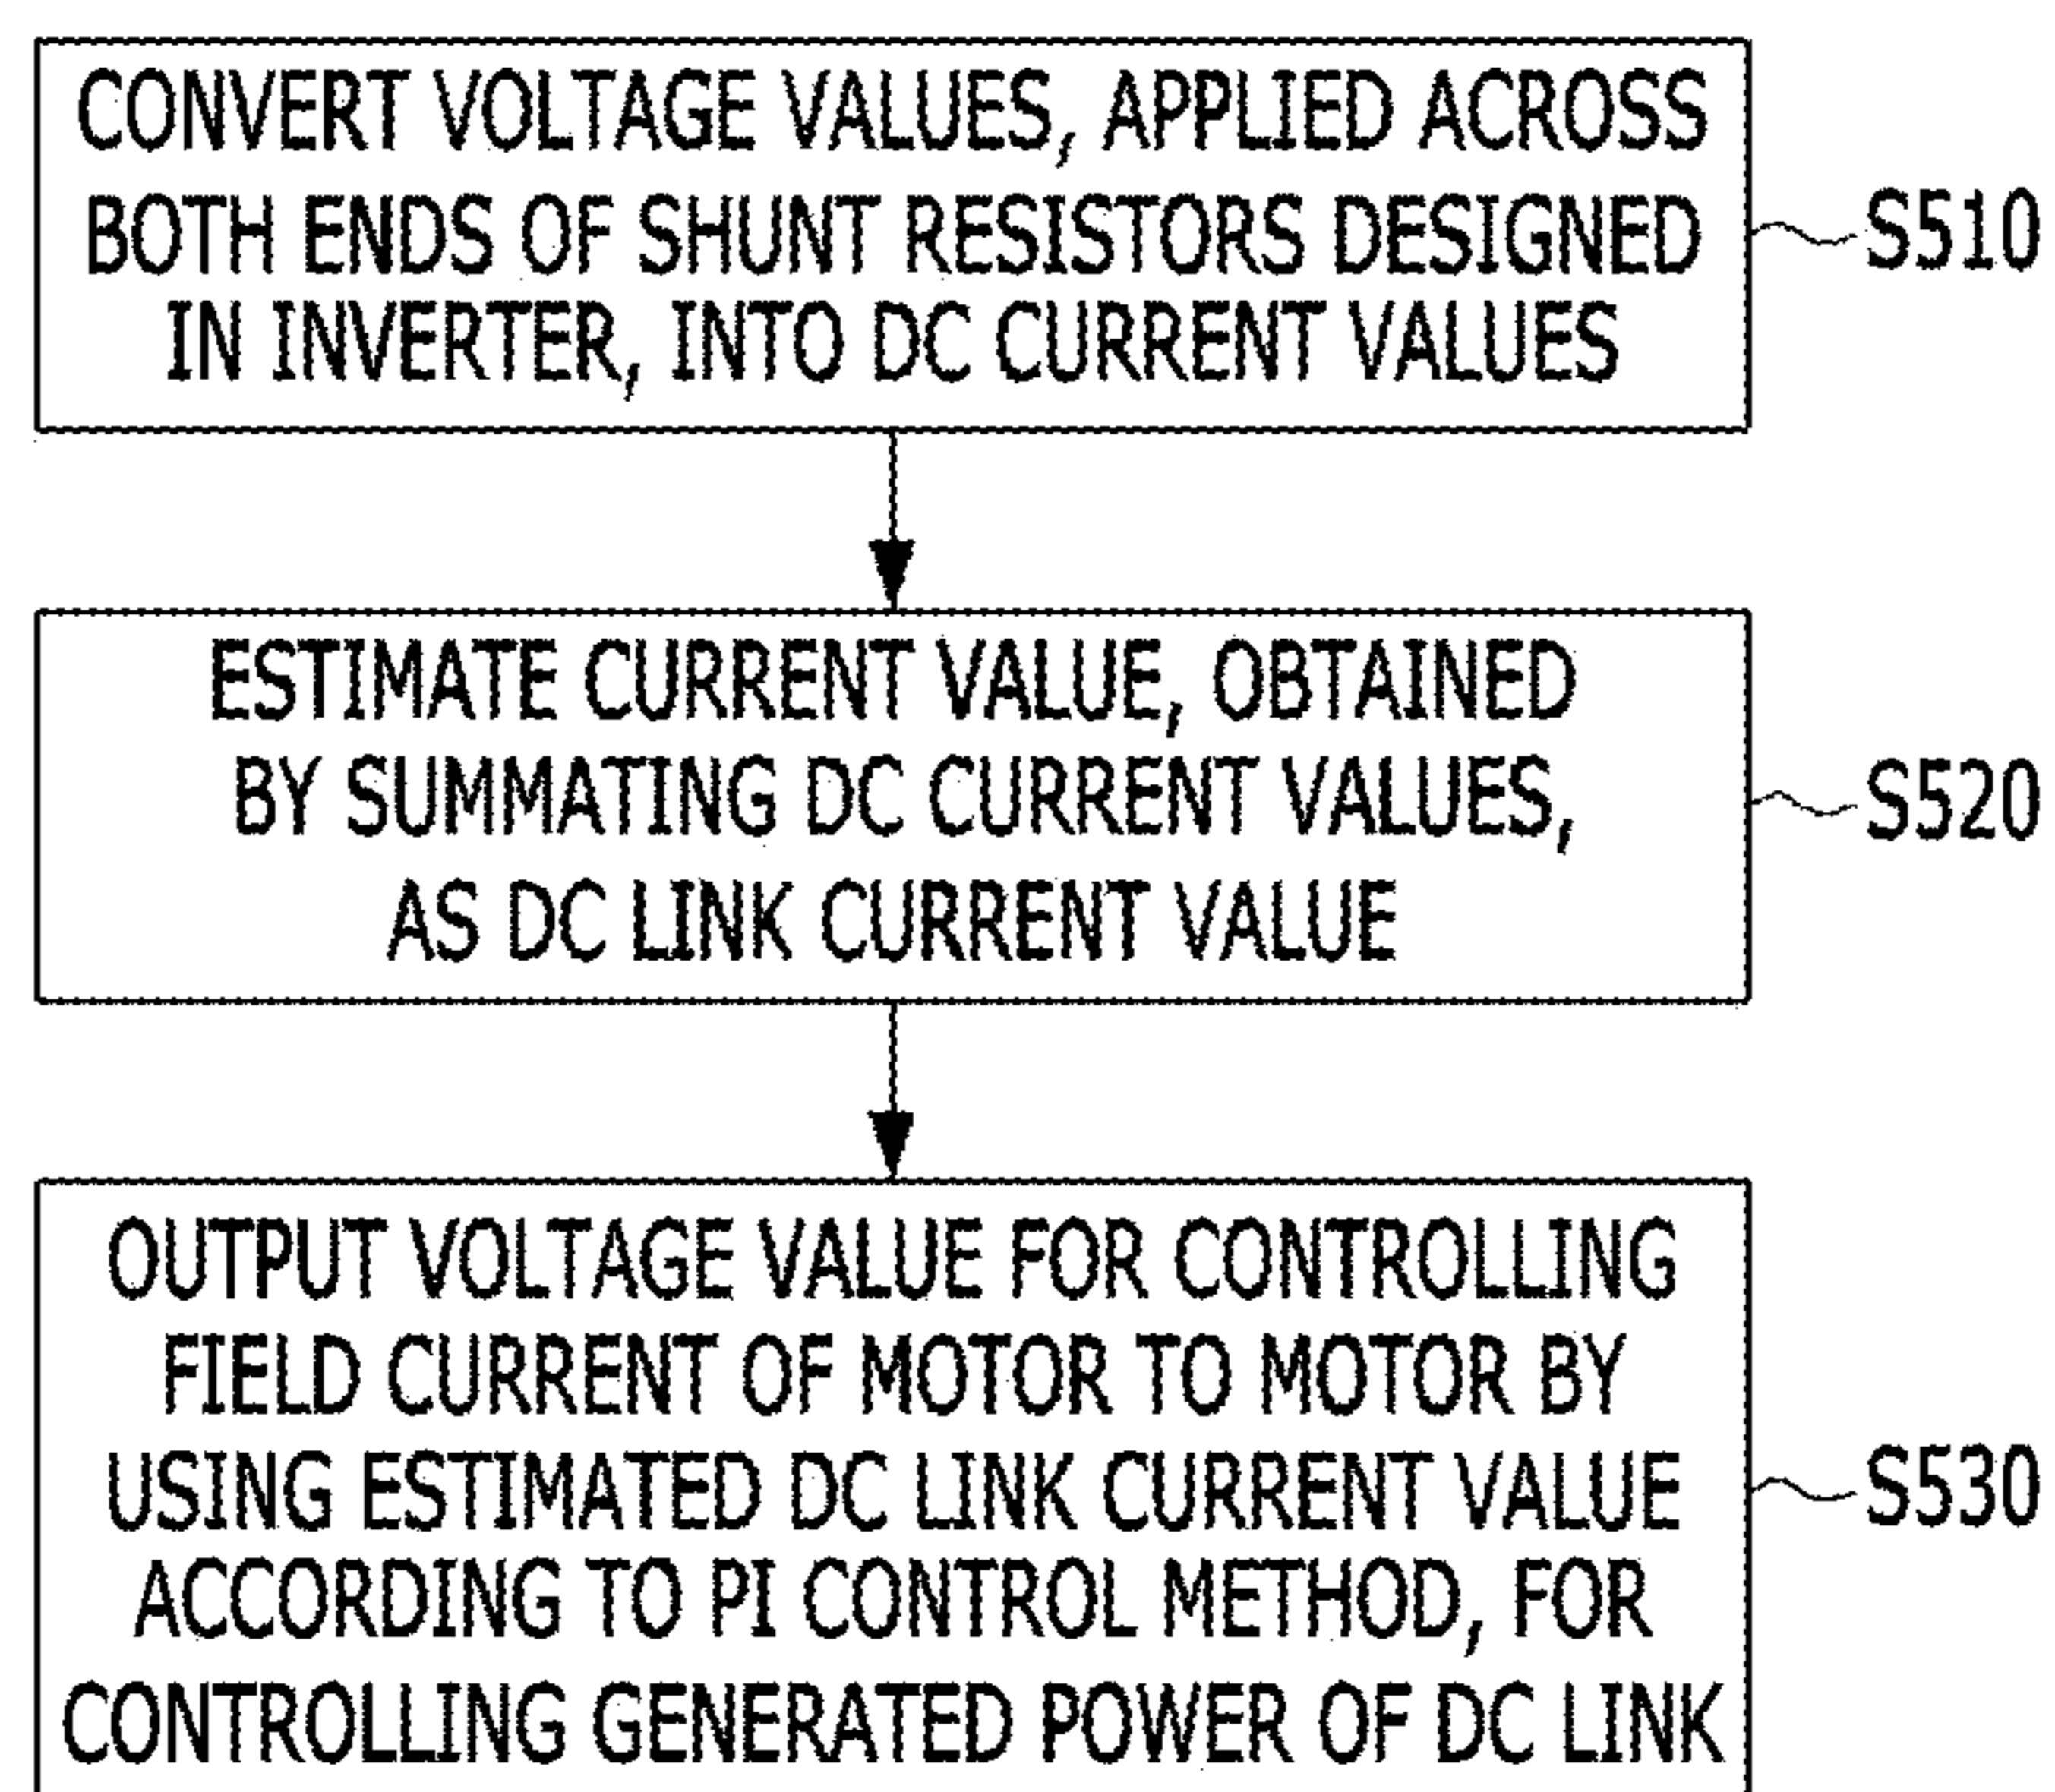 CONVERT VOLTAGE VALUES, APPLIED ACROSS
BOTH ENDS OF SHUNT RESISTORS DESIGNED
IN INVERTER, INTO DC CURRENT VALUES
S510
ESTIMATE CURRENT VALUE, OBTAINED
BY SUMMATING DC CURRENT VALUES,
AS DC LINK CURRENT VALUE
S520
OUTPUT VOLTAGE VALUE FOR CONTROLLING
FIELD CURRENT OF MOTOR TO MOTOR BY
USING ESTIMATED DC LINK CURRENT VALUE
ACCORDING TO PI CONTROL METHOD, FOR
CONTROLLING GENERATED POWER OF DC LINK
S530